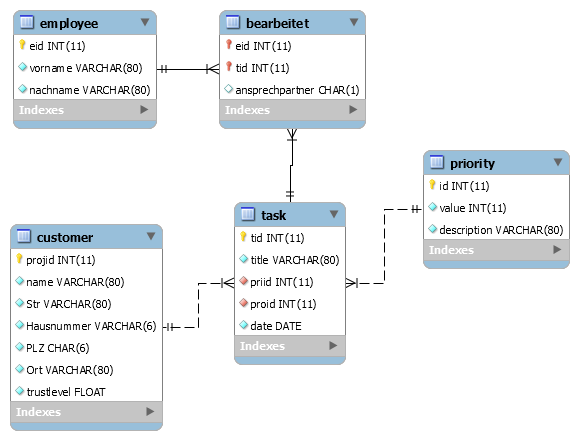 employee
eid INT(11)
vorname VARCHAR(80)
nachname VARCHAR(80)
Indexes
bearbeitet
eid INT(11)
tid INT(11)
ansprechpartner CHAR(1)
Indexes
priority
id INT(11)
value INT(11)
description VARCHAR(80)
Indexes
task
tid INT(11)
title VARCHAR(80)
priid INT(11)
proid INT(11)
date DATE
Indexes
customer
projid INT(11)
name VARCHAR(80)
Str VARCHAR(80)
Hausnummer VARCHAR(6)
PLZ CHAR(6)
Ort VARCHAR(80)
trustlevel FLOAT
Indexes